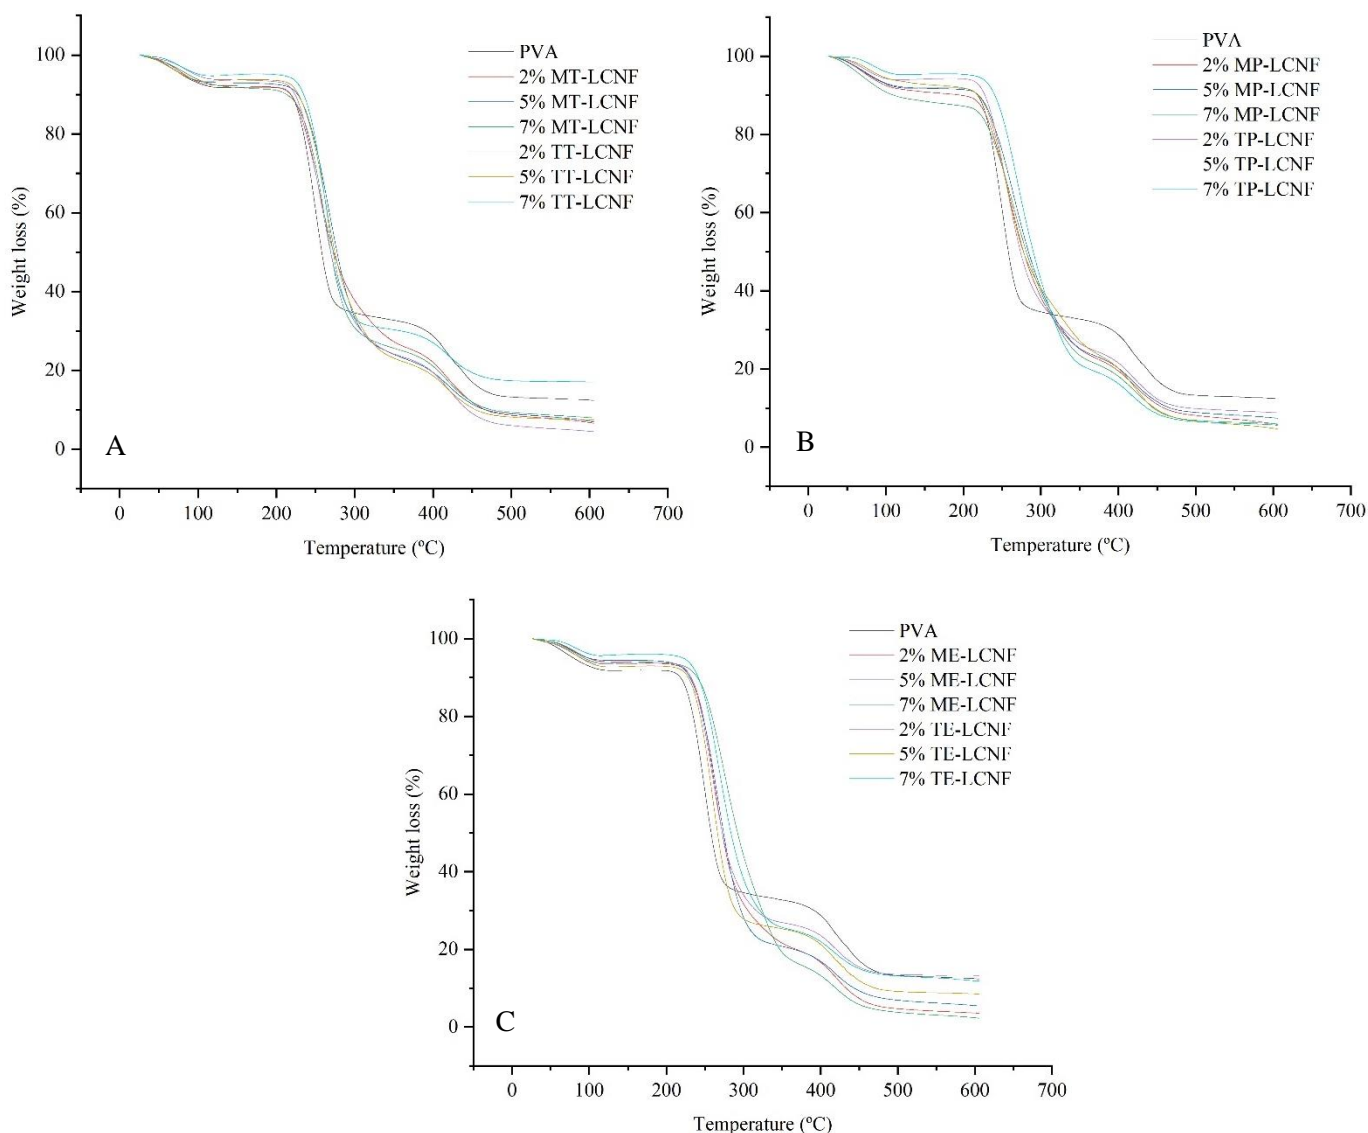 100
80
60
40
20
0
Weight loss (%)
PVA
2% MT-LCNF
5% MT-LCNF
7% MT-LCNF
2% TT-LCNF
5% TT-LCNF
7% TT-LCNF
A
0 100 200 300 400 500 600 700
Temperature (ºC)
100
80
60
40
20
0
Weight loss (%)
PVA
2% MP-LCNF
5% MP-LCNF
7% MP-LCNF
2% TP-LCNF
5% TP-LCNF
7% TP-LCNF
B
0 100 200 300 400 500 600 700
Temperature (ºC)
100
80
60
40
20
0
Weight loss (%)
PVA
2% ME-LCNF
5% ME-LCNF
7% ME-LCNF
2% TE-LCNF
5% TE-LCNF
7% TE-LCNF
C
0 100 200 300 400 500 600 700
Temperature (ºC)